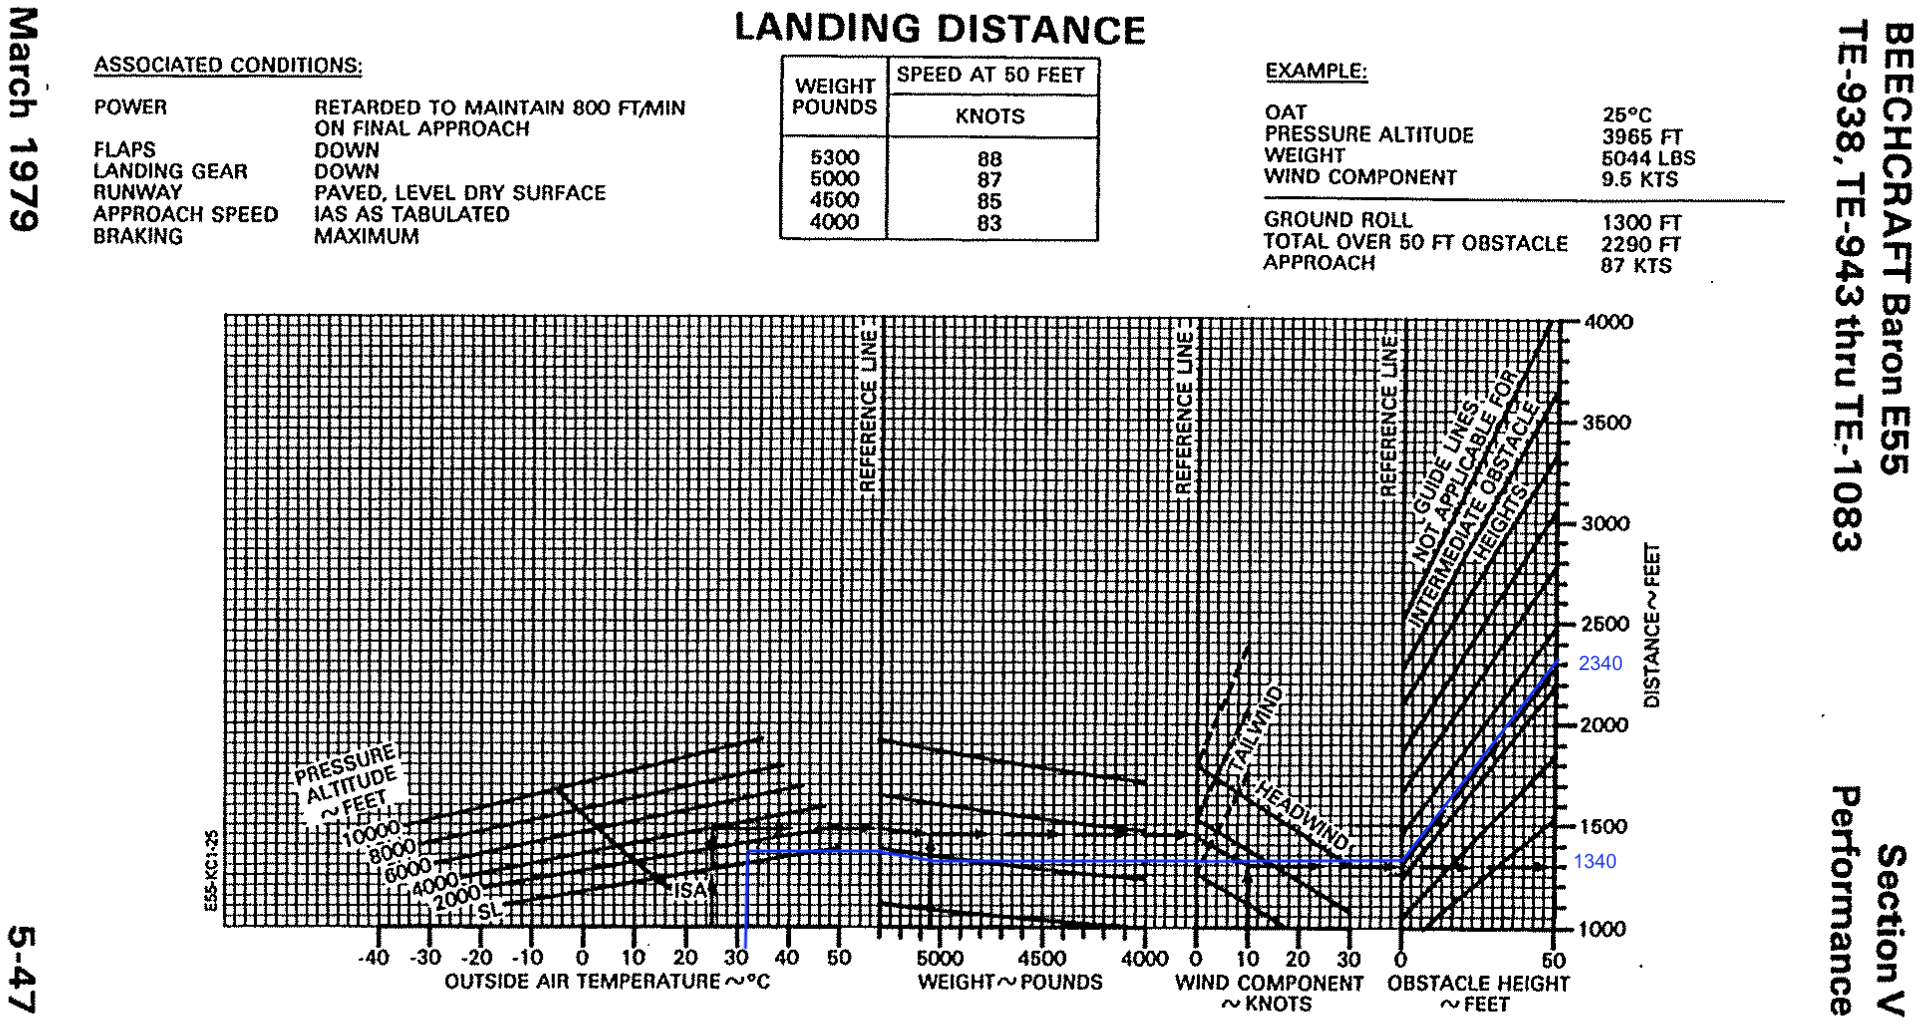 LANDING DISTANCE
BEECHCRAFT Baron E55
TE-938, TE-943 thru TE-1083
ASSOCIATED CONDITIONS:
POWER RETARDED TO MAINTAIN 800 FT/MIN
ON FINAL APPROACH
FLAPS DOWN
LANDING GEAR DOWN
RUNWAY PAVED, LEVEL DRY SURFACE
APPROACH SPEED IAS AS TABULATED
BRAKING MAXIMUM
WEIGHT POUNDS SPEED AT 50 FEET
KNOTS
5300 88
5000 87
4500 85
4000 83
EXAMPLE:
OAT 25°C
PRESSURE ALTITUDE 3965 FT
WEIGHT 5044 LBS
WIND COMPONENT 9.5 KTS
GROUND ROLL 1300 FT
TOTAL OVER 50 FT OBSTACLE 2290 FT
APPROACH 87 KTS
REFERENCE LINE
REFERENCE LINE
REFERENCE LINE
GUIDE LINES
NOT APPLICABLE FOR
INTERMEDIATE OBSTACLE
HEIGHTS
4000
3500
3000
2500
2340
2000
1500
1340
1000
DISTANCE~FEET
TAILWIND
HEADWIND
PRESSURE
ALTITUDE
~FEET
10000
8000
6000
4000
2000
SL
ISA
E55-KC1-25
-40 -30 -20 -10 0 10 20 30 40 50
OUTSIDE AIR TEMPERATURE~°C
5000 4500 4000
WEIGHT~POUNDS
0 10 20 30
WIND COMPONENT
~KNOTS
0 50
OBSTACLE HEIGHT
~FEET
March 1979
5-47
Section V
Performance